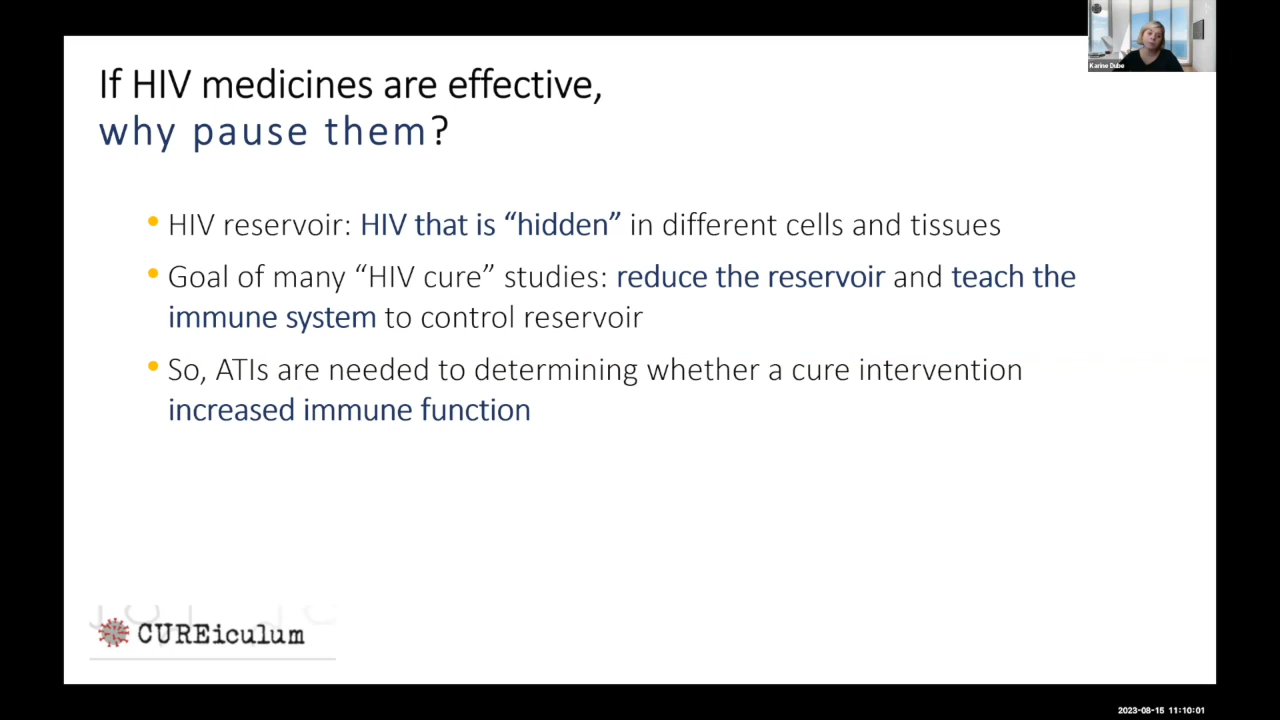 Karine Dube
If HIV medicines are effective,
why pause them?
• HIV reservoir: HIV that is “hidden” in different cells and tissues
• Goal of many “HIV cure” studies: reduce the reservoir and teach the
immune system to control reservoir
• So, ATIs are needed to determining whether a cure intervention
increased immune function
CUREiculum
2023-08-15 11:10:01